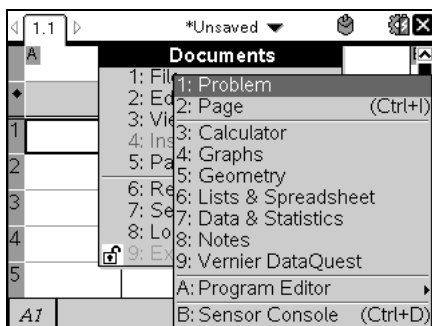 1.1 *Unsaved
A Documents
1: Fil
2: Ed
3: Vie
4: Ins
5: Pa
6: Re
7: Se
8: Lo
9: Ex
1: Problem
2: Page (Ctrl+I)
3: Calculator
4: Graphs
5: Geometry
6: Lists & Spreadsheet
7: Data & Statistics
8: Notes
9: Vernier DataQuest
A: Program Editor
B: Sensor Console (Ctrl+D)
1
2
3
4
5
A1